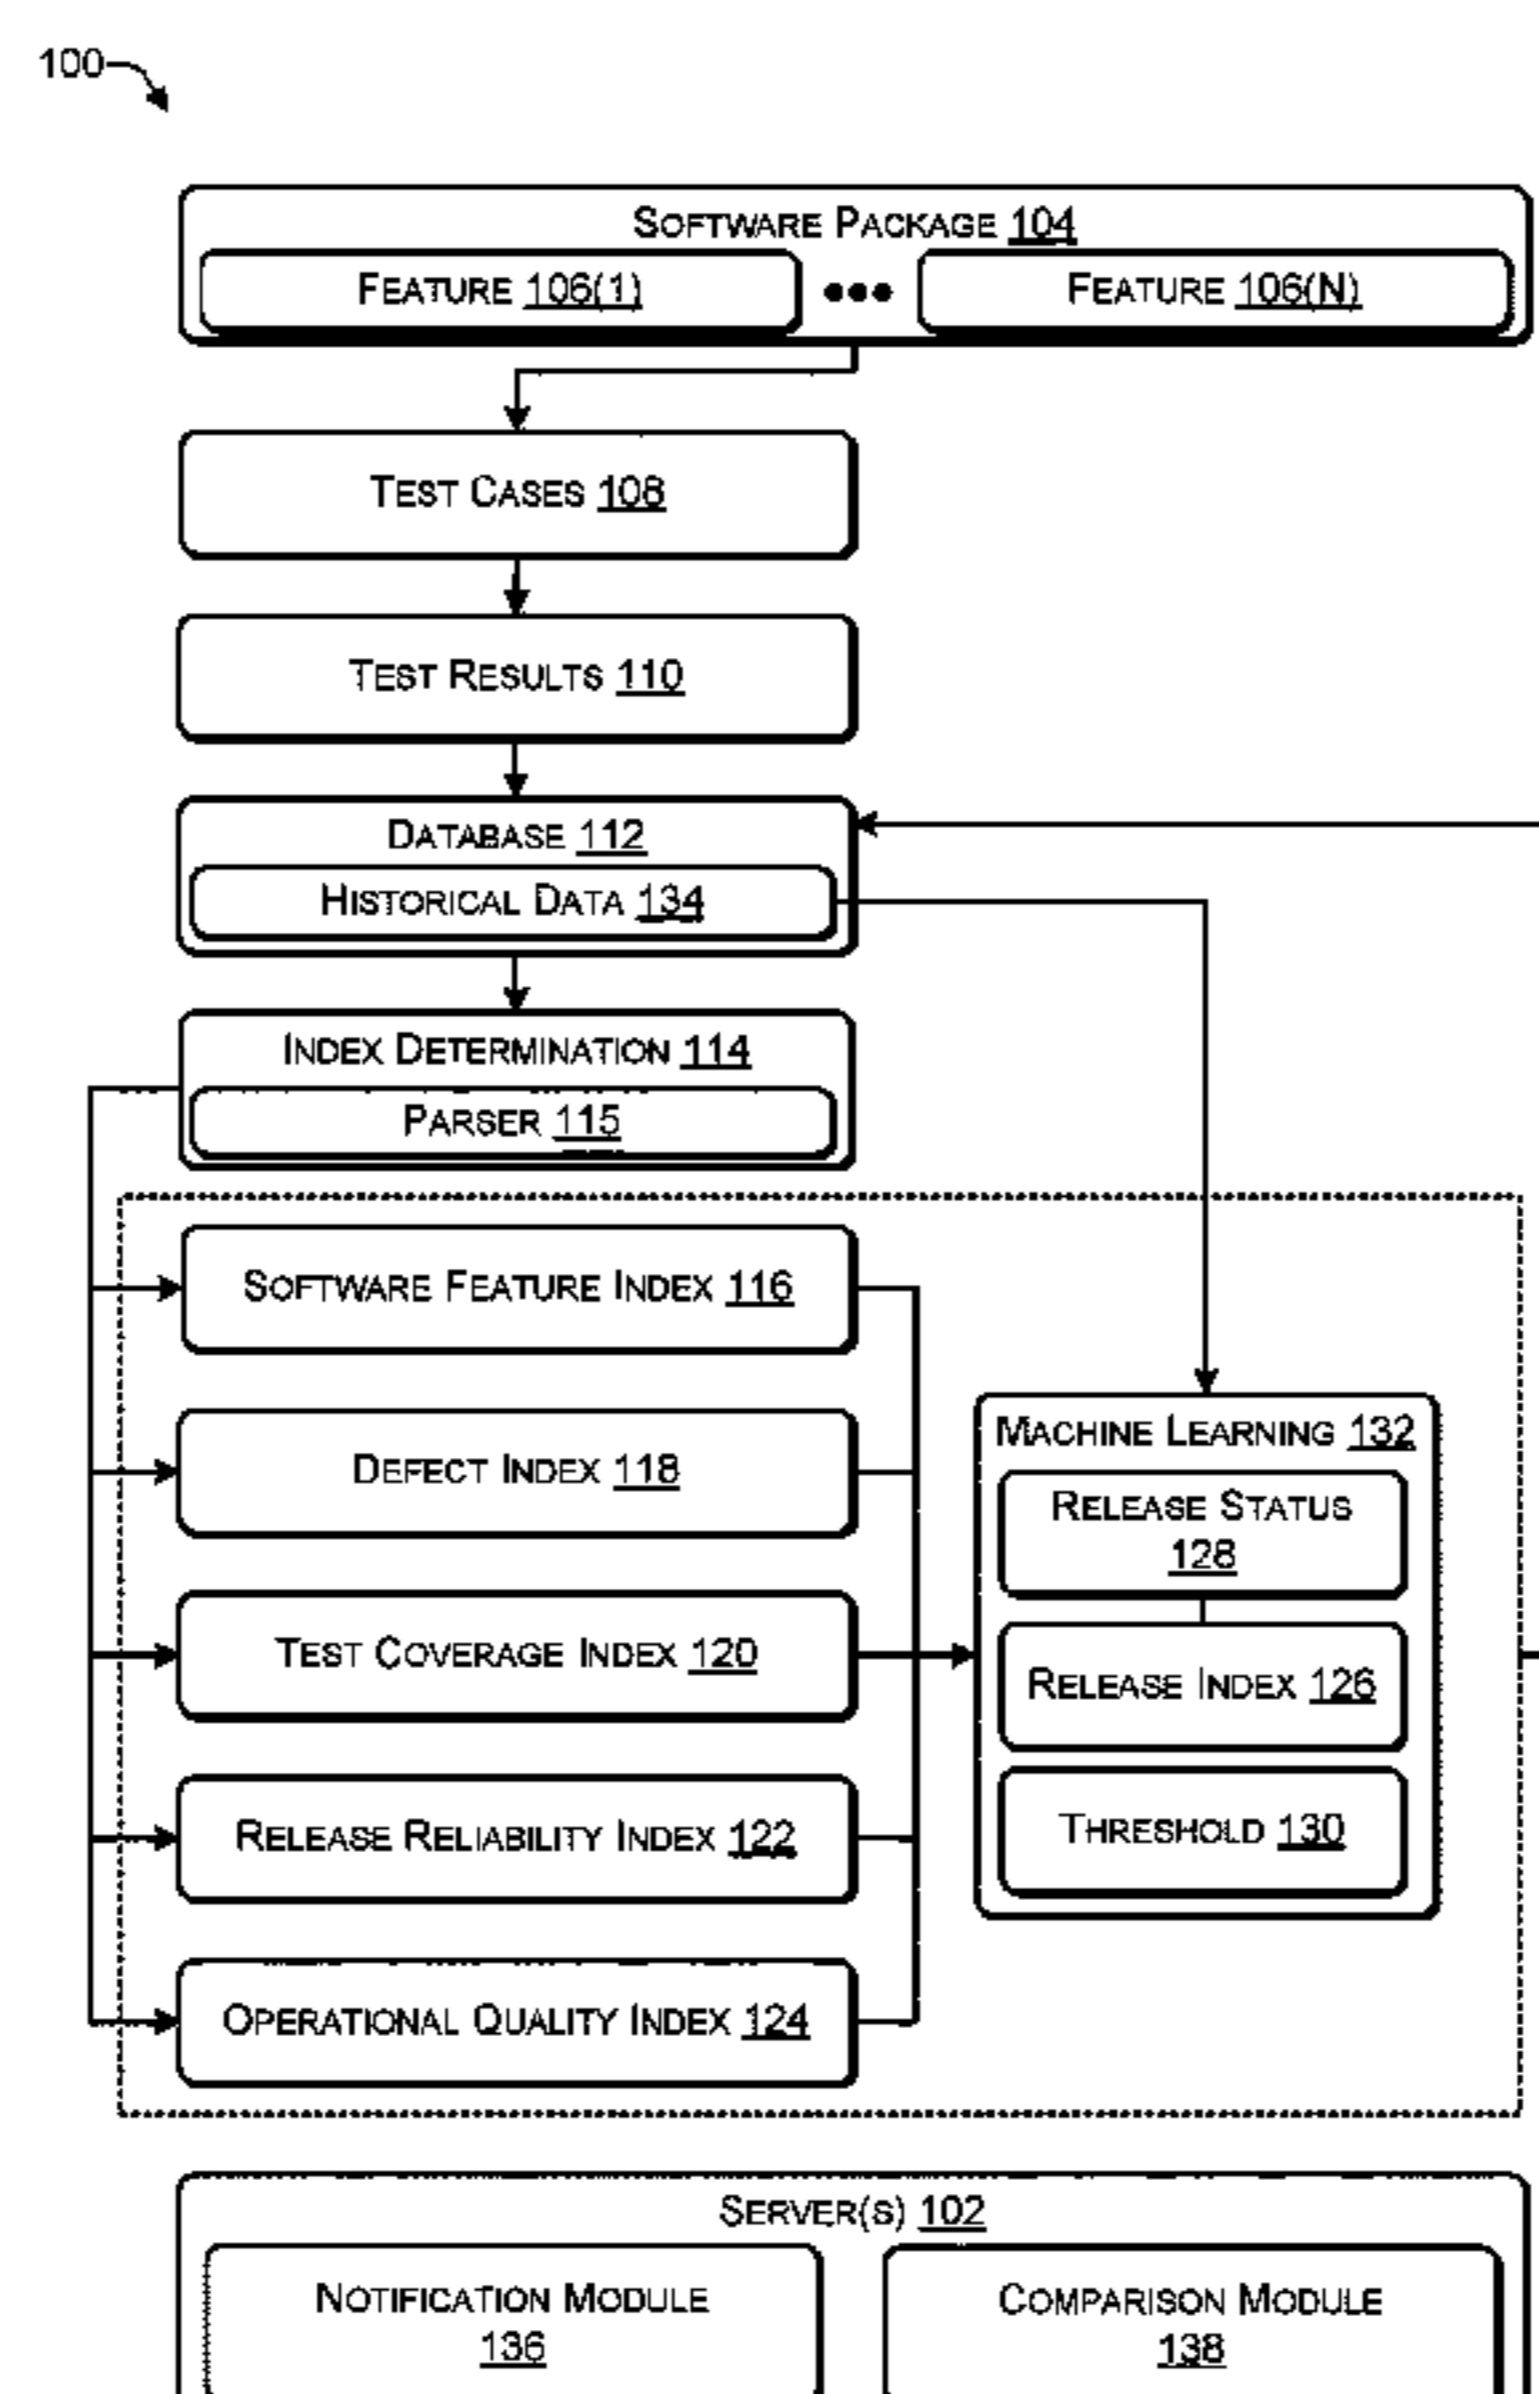 100
SOFTWARE PACKAGE 104
FEATURE 106(1) ●●● FEATURE 106(N)
TEST CASES 108
TEST RESULTS 110
DATABASE 112
HISTORICAL DATA 134
INDEX DETERMINATION 114
PARSER 115
SOFTWARE FEATURE INDEX 116
DEFECT INDEX 118
TEST COVERAGE INDEX 120
RELEASE RELIABILITY INDEX 122
OPERATIONAL QUALITY INDEX 124
MACHINE LEARNING 132
RELEASE STATUS
128
RELEASE INDEX 126
THRESHOLD 130
SERVER(S) 102
NOTIFICATION MODULE
136
COMPARISON MODULE
138